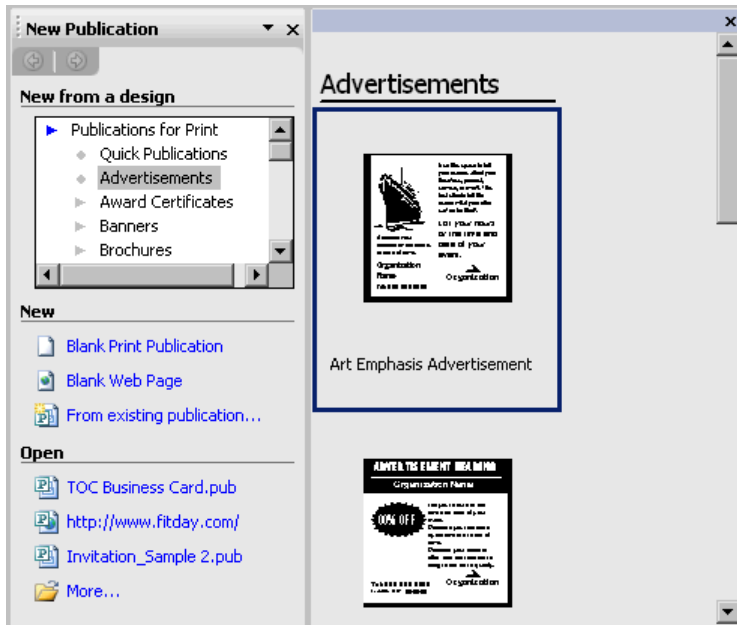 New Publication
New from a design
Publications for Print
Quick Publications
Advertisements
Award Certificates
Banners
Brochures
New
Blank Print Publication
Blank Web Page
From existing publication...
Open
TOC Business Card.pub
http://www.fitday.com/
Invitation_Sample 2.pub
More...
Advertisements
Organization
Name
Organization
Art Emphasis Advertisement
ADVERTISEMENT HEADING
Organization Name
00% OFF
Organization